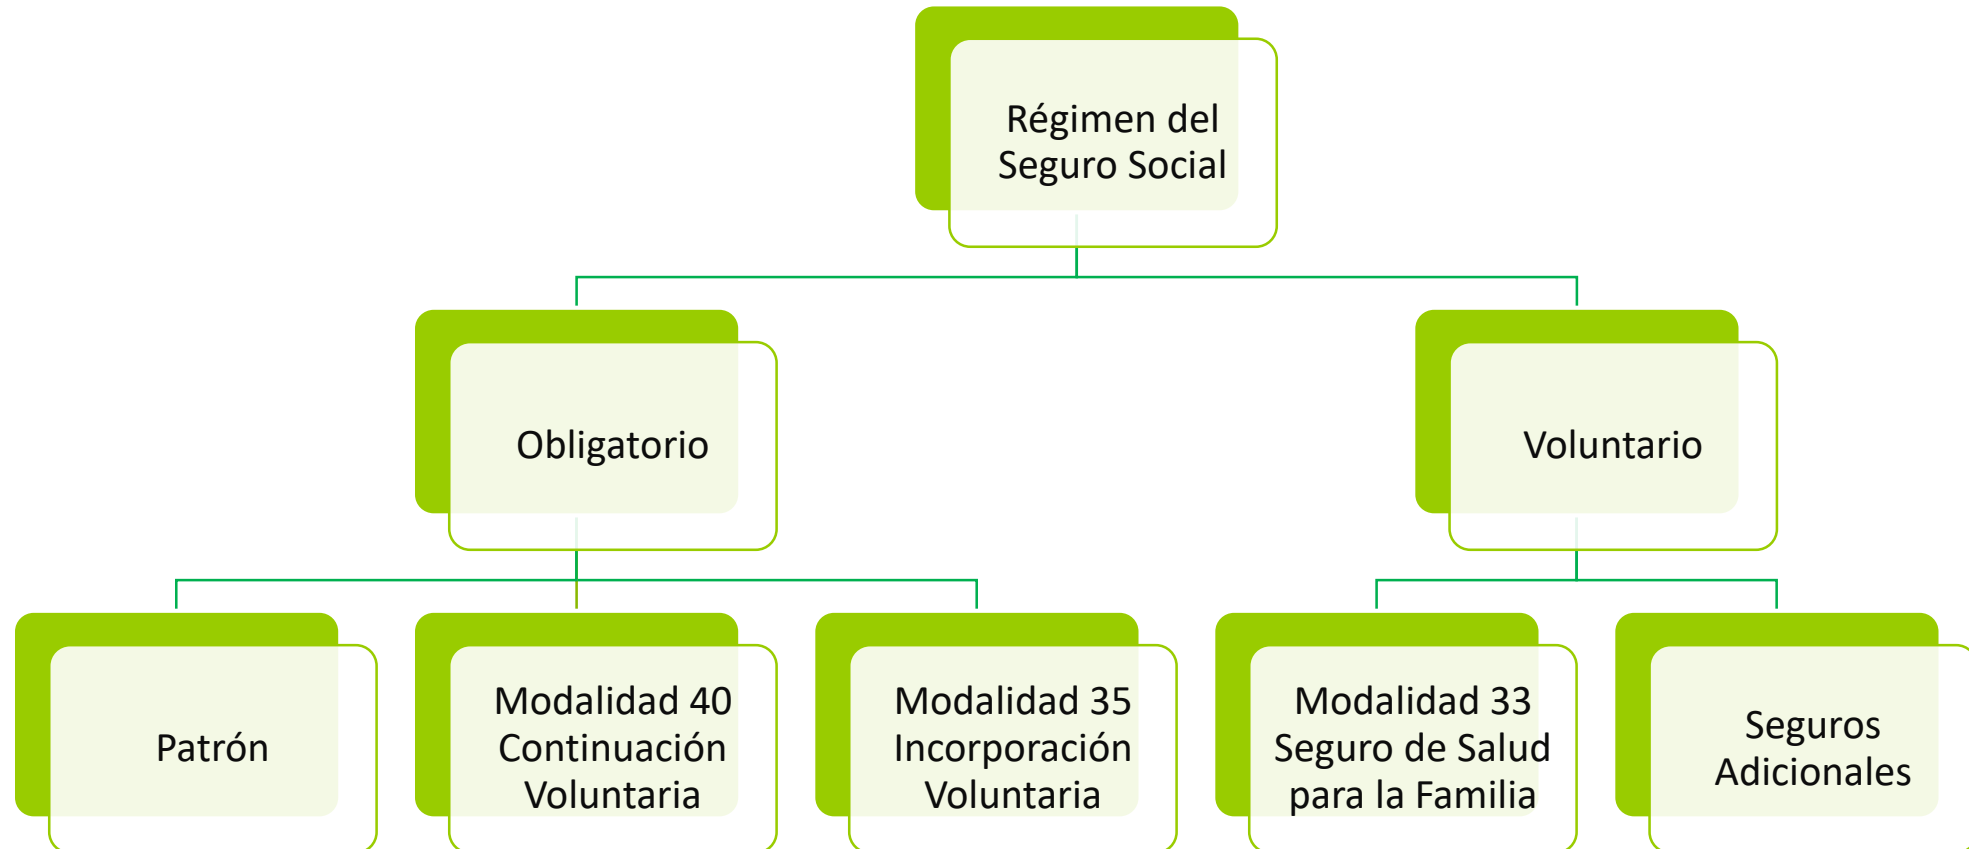 Régimen del
Seguro Social
Obligatorio
Voluntario
Patrón
Modalidad 40
Continuación
Voluntaria
Modalidad 35
Incorporación
Voluntaria
Modalidad 33
Seguro de Salud
para la Familia
Seguros
Adicionales